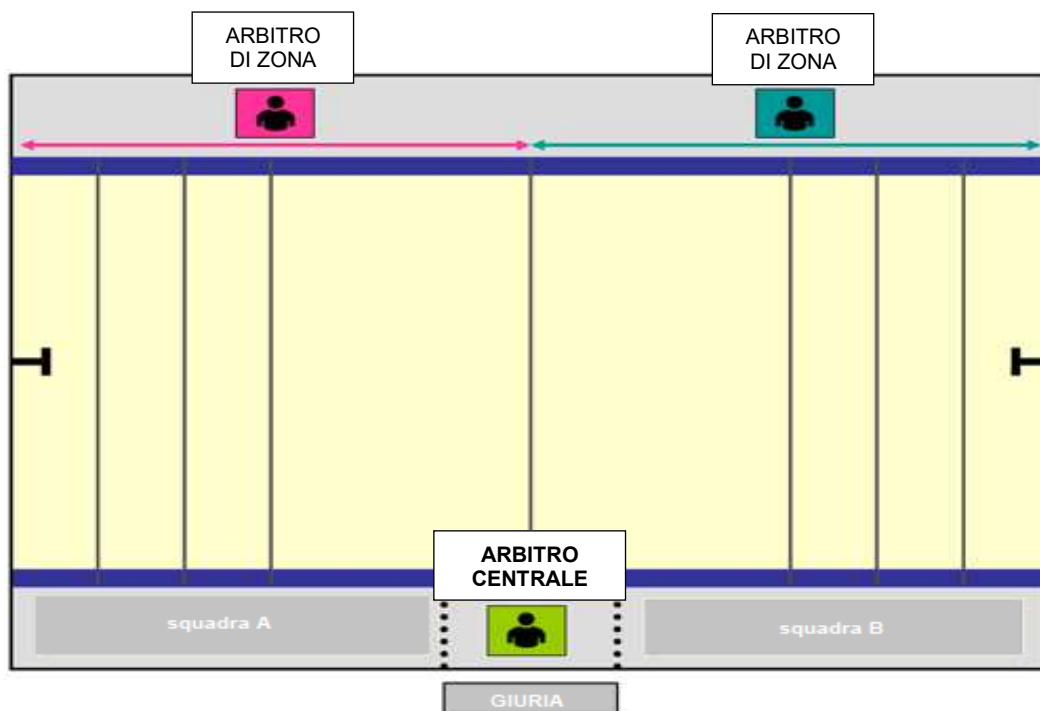 ARBITRO
DI ZONA
ARBITRO
DI ZONA
ARBITRO
CENTRALE
squadra A
squadra B
GIURIA